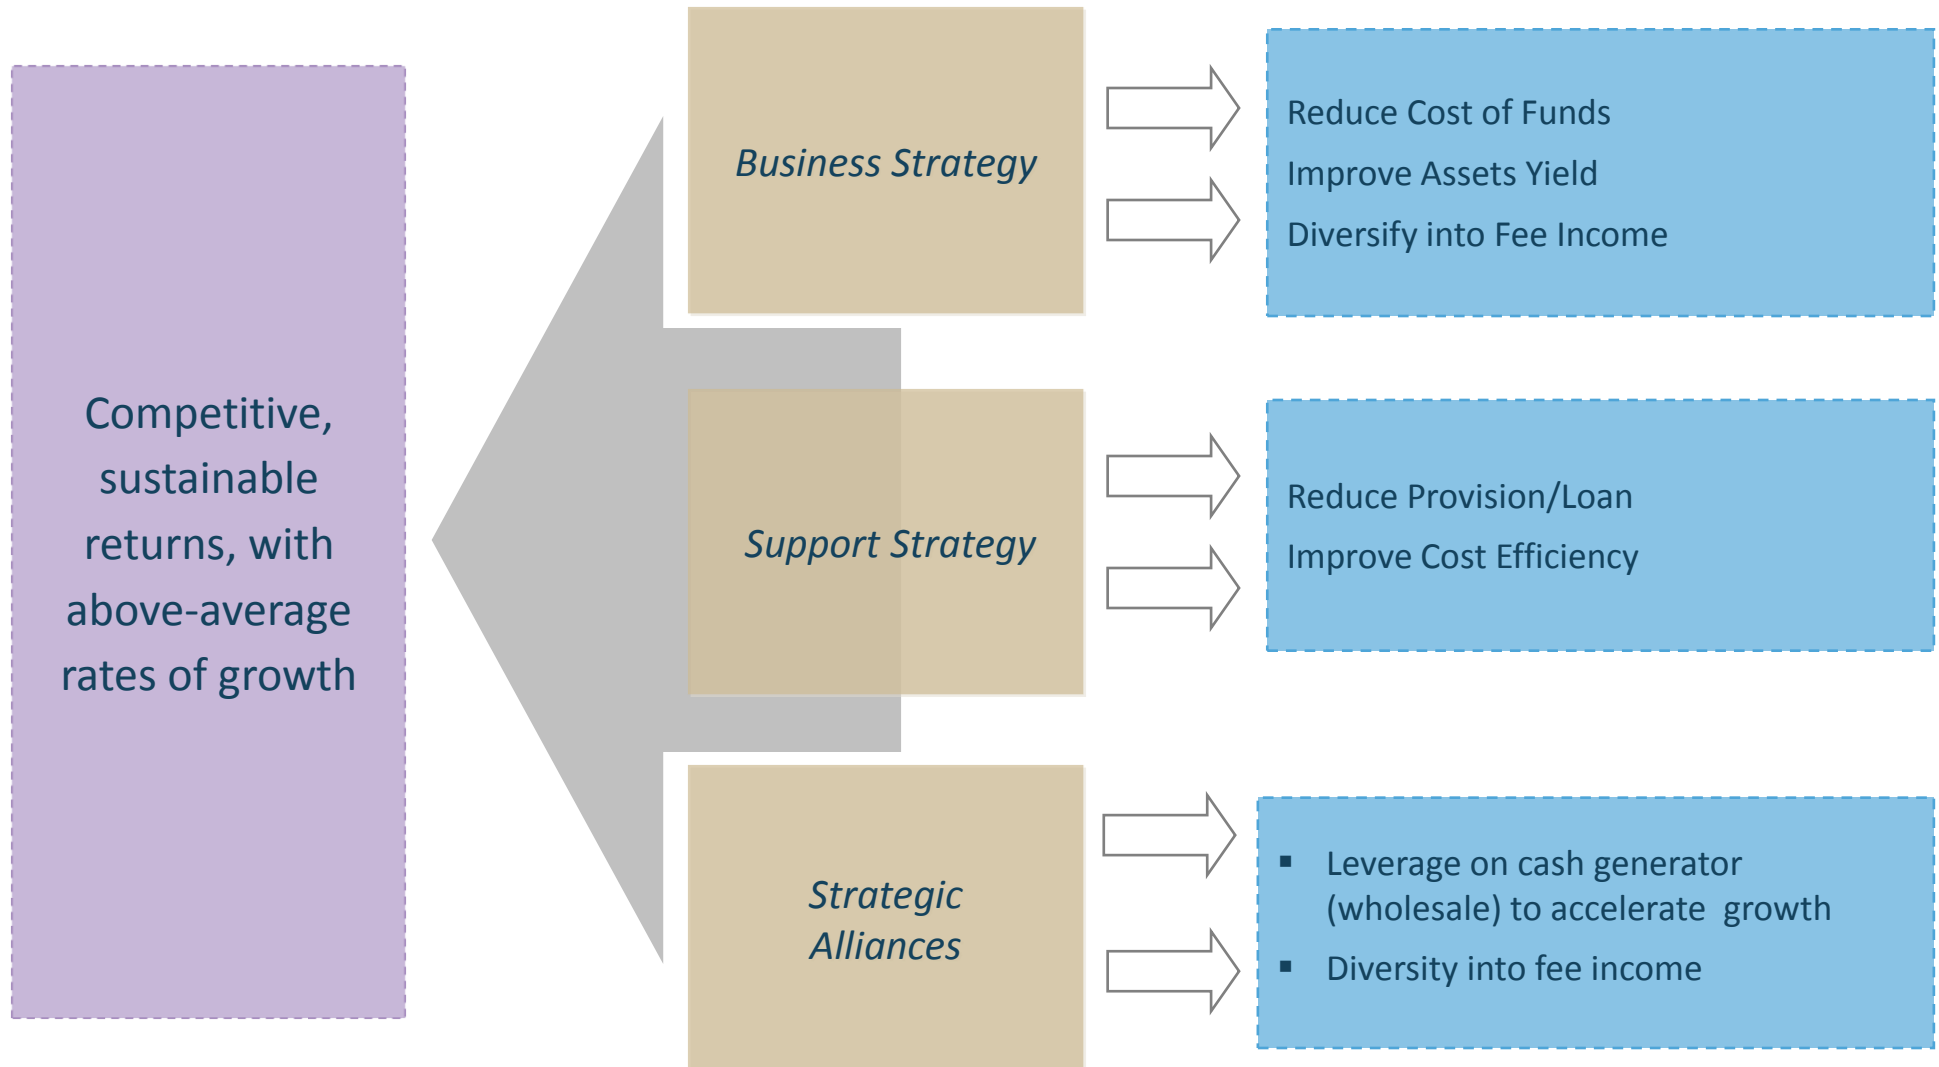 Competitive,
sustainable
returns, with
above-average
rates of growth
Business Strategy
Reduce Cost of Funds
Improve Assets Yield
Diversify into Fee Income
Support Strategy
Reduce Provision/Loan
Improve Cost Efficiency
Strategic
Alliances
▪ Leverage on cash generator
(wholesale) to accelerate growth
▪ Diversity into fee income